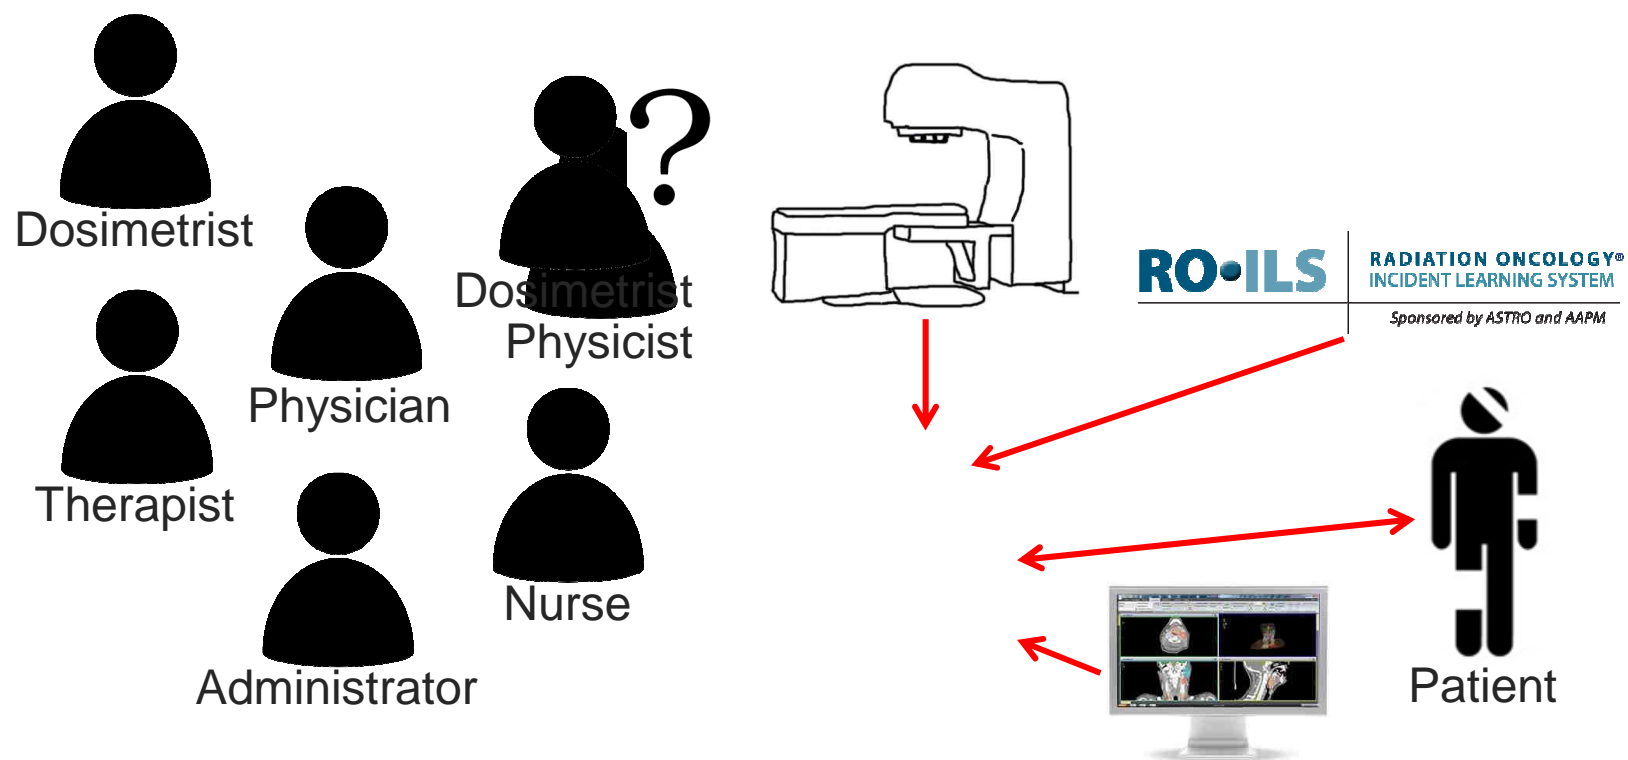 Dosimetrist
?
Dosimetrist
Physicist
Physician
Therapist
Nurse
Administrator
RO•ILS
RADIATION ONCOLOGY®
INCIDENT LEARNING SYSTEM
Sponsored by ASTRO and AAPM
Patient